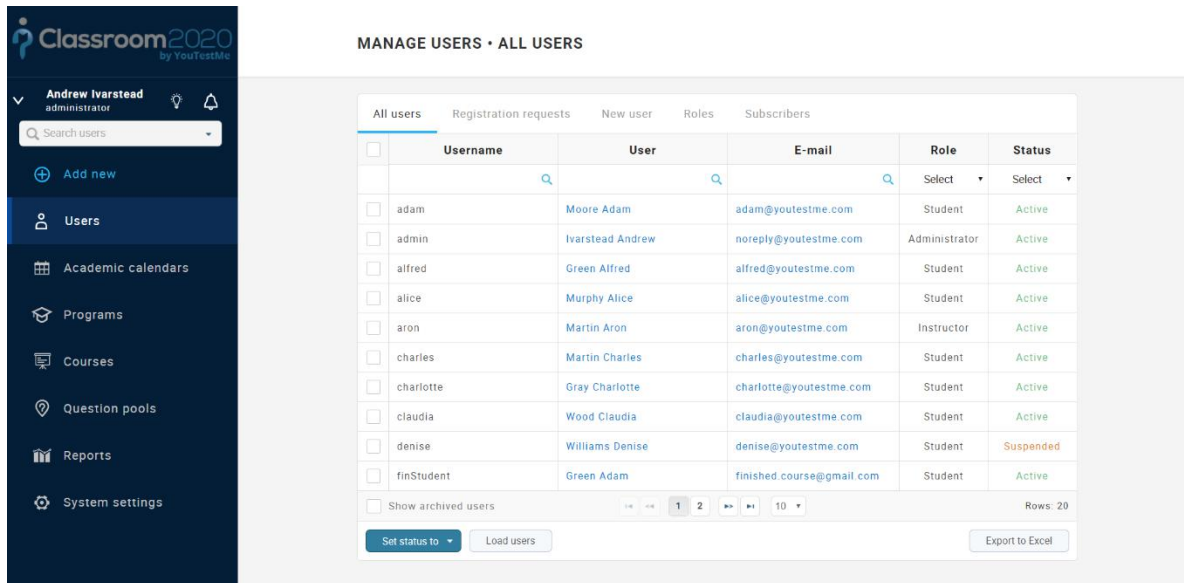 Classroom2020
by YouTestMe
MANAGE USERS • ALL USERS
Andrew Ivarstead
administrator
Search users
Add new
Users
Academic calendars
Programs
Courses
Question pools
Reports
System settings
All users Registration requests New user Roles Subscribers
Username User E-mail Role Status
Select Select
adam Moore Adam adam@youtestme.com Student Active
admin Ivarstead Andrew noreply@youtestme.com Administrator Active
alfred Green Alfred alfred@youtestme.com Student Active
alice Murphy Alice alice@youtestme.com Student Active
aron Martin Aron aron@youtestme.com Instructor Active
charles Martin Charles charles@youtestme.com Student Active
charlotte Gray Charlotte charlotte@youtestme.com Student Active
claudia Wood Claudia claudia@youtestme.com Student Active
denise Williams Denise denise@youtestme.com Student Suspended
finStudent Green Adam finished.course@gmail.com Student Active
Show archived users 1 2 10 Rows: 20
Set status to Load users Export to Excel